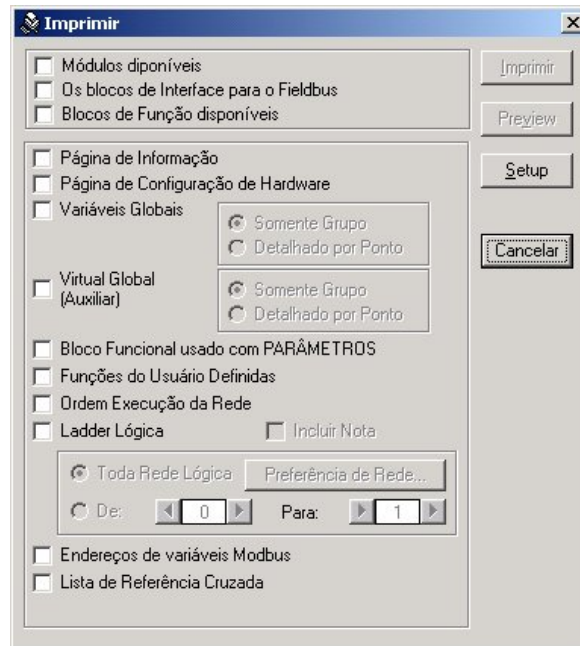 Imprimir
Módulos diponíveis
Os blocos de Interface para o Fieldbus
Blocos de Função disponíveis
Imprimir
Preview
Setup
Cancelar
Página de Informação
Página de Configuração de Hardware
Variáveis Globais
Somente Grupo
Detalhado por Ponto
Virtual Global
(Auxiliar)
Somente Grupo
Detalhado por Ponto
Bloco Funcional usado com PARÂMETROS
Funções do Usuário Definidas
Ordem Execução da Rede
Ladder Lógica Incluir Nota
Toda Rede Lógica Preferência de Rede...
De: 0 Para: 1
Endereços de variáveis Modbus
Lista de Referência Cruzada